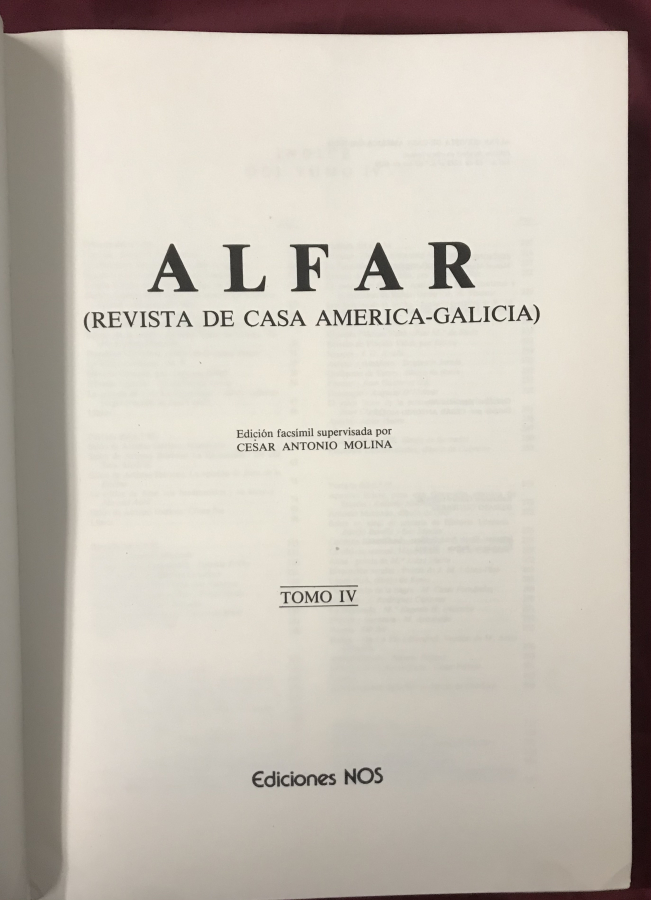 ALFAR
(REVISTA DE CASA AMERICA-GALICIA)
Edición facsímil supervisada por
CESAR ANTONIO MOLINA
TOMO IV
Ediciones NOS